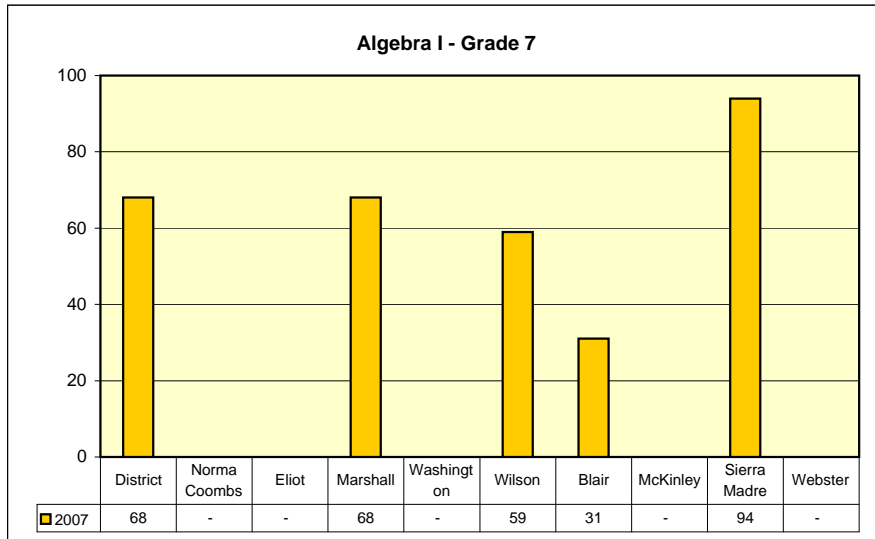 Algebra I - Grade 7
100
80
60
40
20
0
District Norma Coombs Eliot Marshall Washingt on Wilson Blair McKinley Sierra Madre Webster
2007 68 - - 68 - 59 31 - 94 -